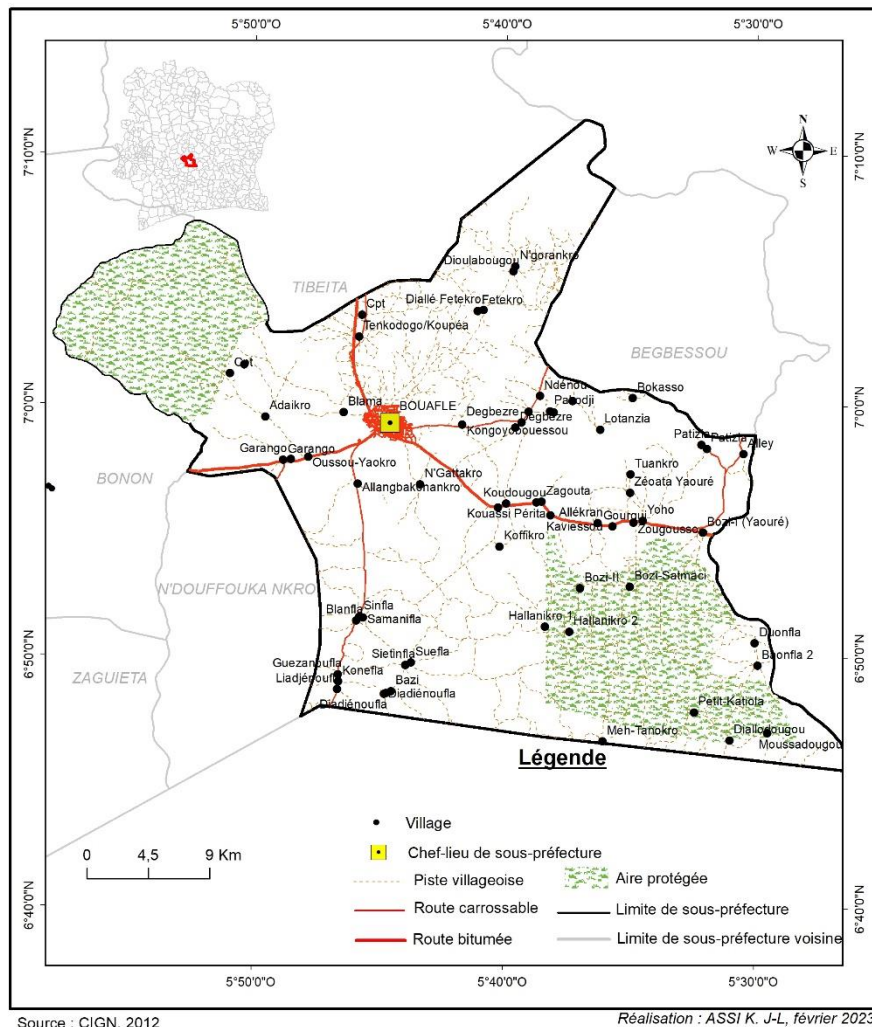 5°50'0"O 5°40'0"O 5°30'0"O
7°10'0"N 7°10'0"N
N
W E
S
Dioulabougou N'gorankro
TIBEITA
Diallé Fetekro Fetekro
Cpt
Tenkodogo/Koupéa
BEGBESSOU
Cpt
7°0'0"N 7°0'0"N
Ndénou
Bokasso
Adaikro
Blama
BOUAFLE
Degbezre
Degbezre
Lotanzia
Kongoyobouessou
Garango Garango
Oussou-Yaokro
Patizia Patizia
Alley
BONON
N'Gattakro
Allangbakonankro
Tuankro
Zéoata Yaouré
Koudougou Zagouta
Kouassi Périta
Allékran
Gourgui
Yoho
Kaviessou
Zougousso
Bozi-I (Yaouré)
Koffikro
N'DOUFFOUKA NKRO
Bozi-II
Bozi-Salmaci
Blanfla Sinfla
Samanifla
Hallanikro 1
Hallanikro 2
Duonfla
6°50'0"N 6°50'0"N
Sietinfla Suefla
Baonfla 2
ZAGUIETA
Guezanoufla
Konefla
Liadjénoufla
Bazi
Diadiénoufla
Diadiénoufla
Petit-Katiola
Meh-Tanokro
Diallodougou
Moussadougou
Légende
Village
0 4,5 9 Km
Chef-lieu de sous-préfecture
Piste villageoise Aire protégée
Route carrossable Limite de sous-préfecture
Route bitumée Limite de sous-préfecture voisine
6°40'0"N 6°40'0"N
5°50'0"O 5°40'0"O 5°30'0"O
Source : CIGN, 2012 Réalisation : ASSI K. J-L, février 2023